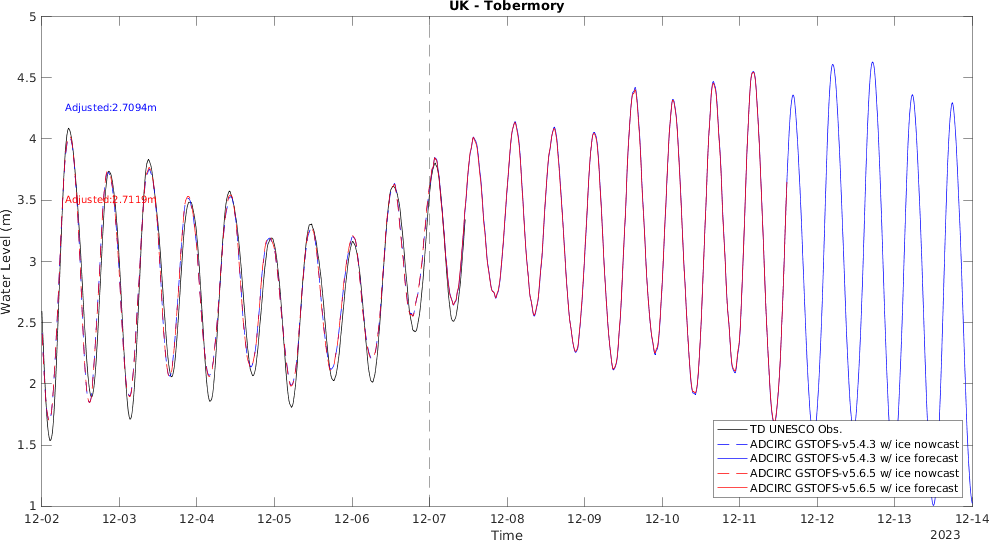 UK - Tobermory
5
4.5
4
3.5
3
2.5
2
1.5
1
Water Level (m)
Adjusted:2.7094m
Adjusted:2.7119m
TD UNESCO Obs.
ADCIRC GSTOFS-v5.4.3 w/ ice nowcast
ADCIRC GSTOFS-v5.4.3 w/ ice forecast
ADCIRC GSTOFS-v5.6.5 w/ ice nowcast
ADCIRC GSTOFS-v5.6.5 w/ ice forecast
12-02 12-03 12-04 12-05 12-06 12-07 12-08 12-09 12-10 12-11 12-12 12-13 12-14
Time
2023